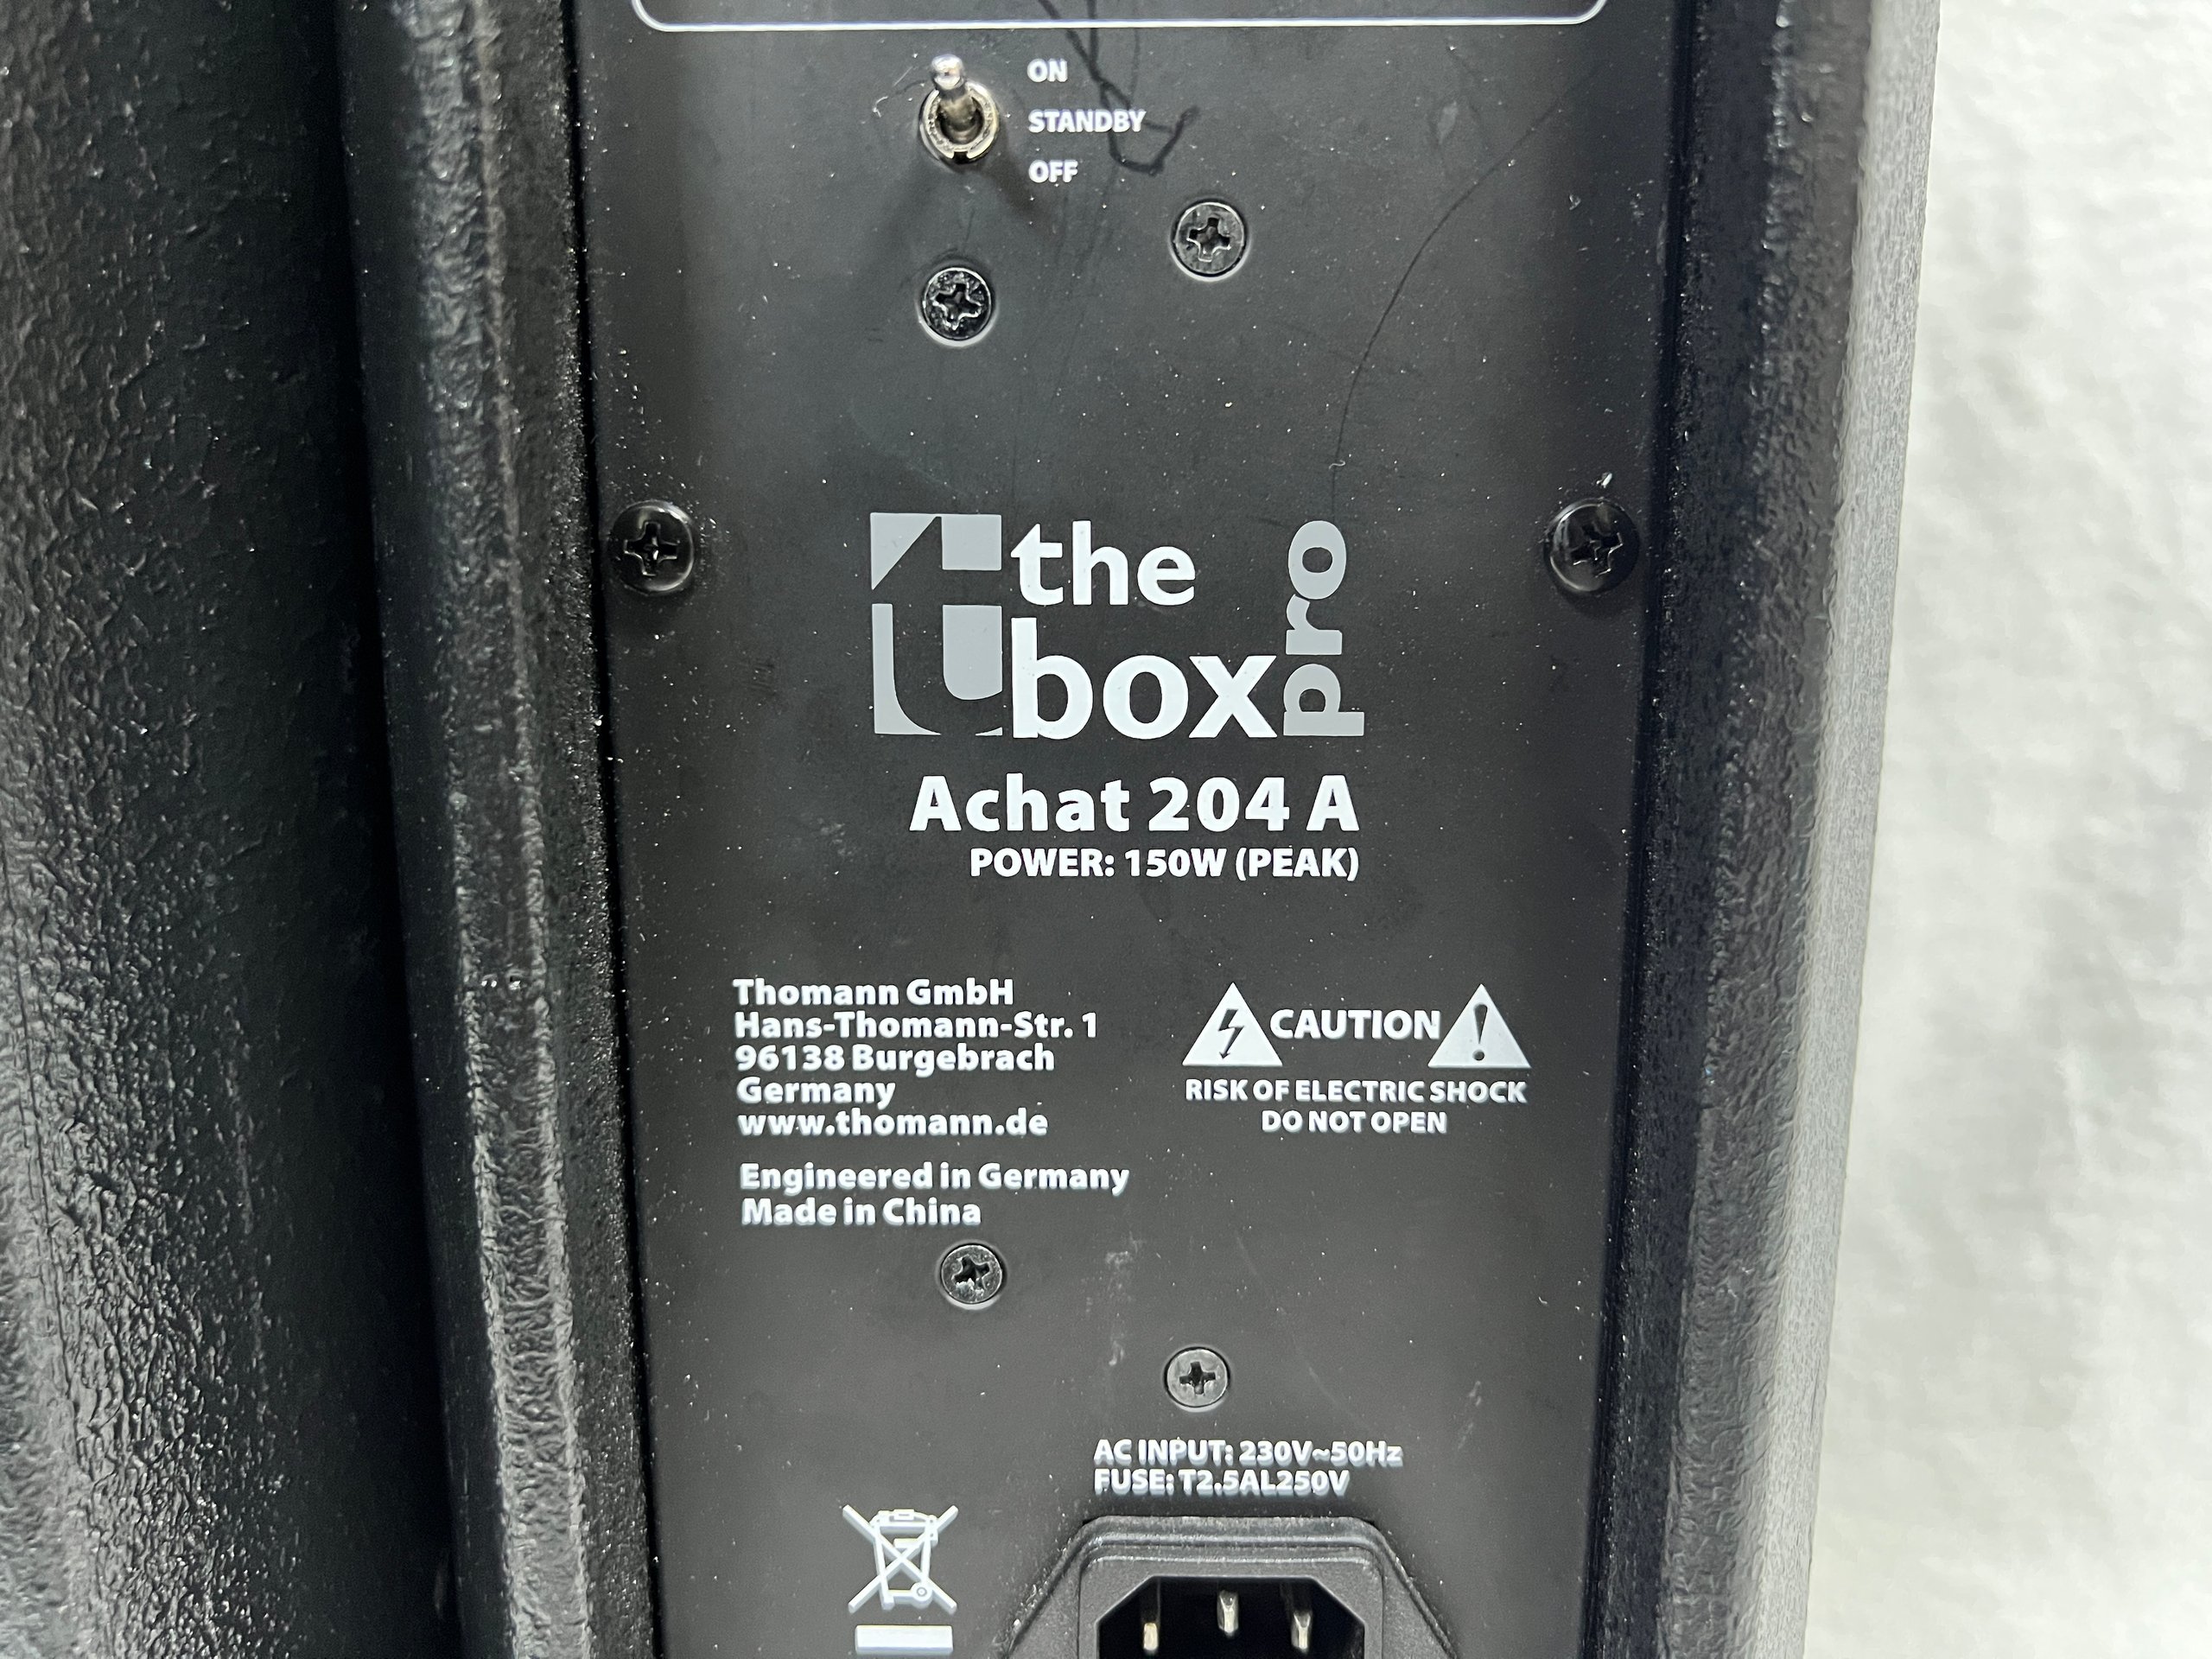 ON
STANDBY
OFF
the
box
pro
Achat 204 A
POWER: 150W (PEAK)
Thomann GmbH
Hans-Thomann-Str. 1
96138 Burgebrach
Germany
www.thomann.de
Engineered in Germany
Made in China
CAUTION
RISK OF ELECTRIC SHOCK
DO NOT OPEN
AC INPUT: 230V~50Hz
FUSE: T2.5AL250V